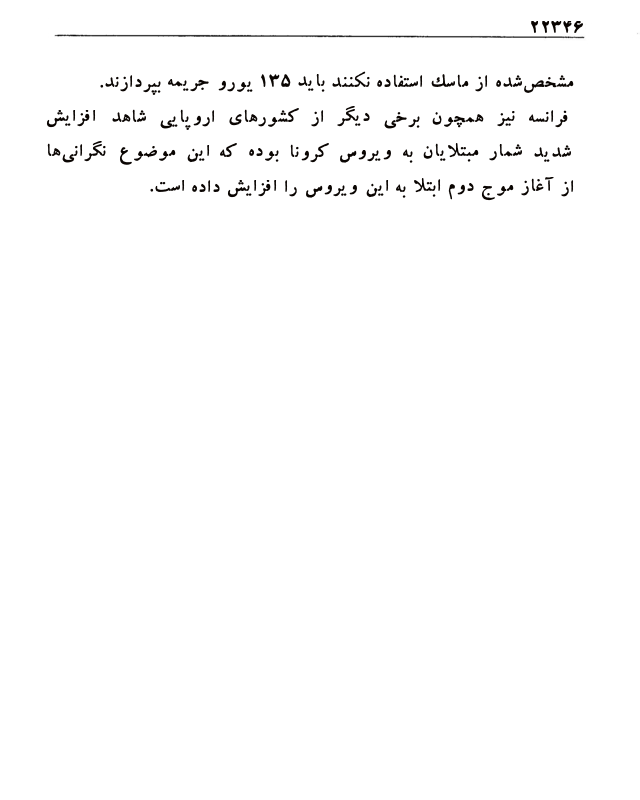 ۲۲۳۴۶
مشخص‌شده از ماسک استفاده نکنند باید ۱۳۵ یورو جریمه بپردازند.
فرانسه نیز همچون برخی دیگر از کشورهای اروپایی شاهد افزایش
شدید شمار مبتلایان به ویروس کرونا بوده که این موضوع نگرانی‌ها
از آغاز موج دوم ابتلا به این ویروس را افزایش داده است.